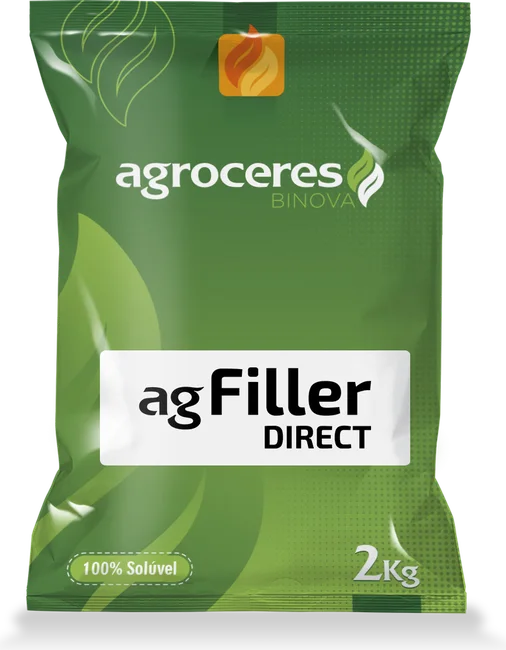 agroceres
BINOVA
agFiller
DIRECT
100% Solúvel
2Kg